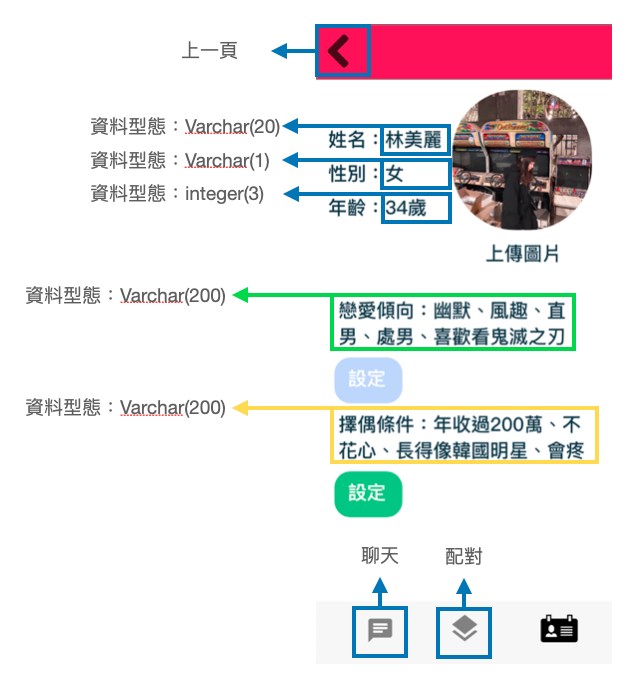 上一頁
資料型態：Varchar(20)
姓名：林美麗
資料型態：Varchar(1)
性別：女
資料型態：integer(3)
年齡：34歲
上傳圖片
資料型態：Varchar(200)
戀愛傾向：幽默、風趣、直
男、處男、喜歡看鬼滅之刃
設定
資料型態：Varchar(200)
擇偶條件：年收過200萬、不
花心、長得像韓國明星、會疼
設定
聊天
配對